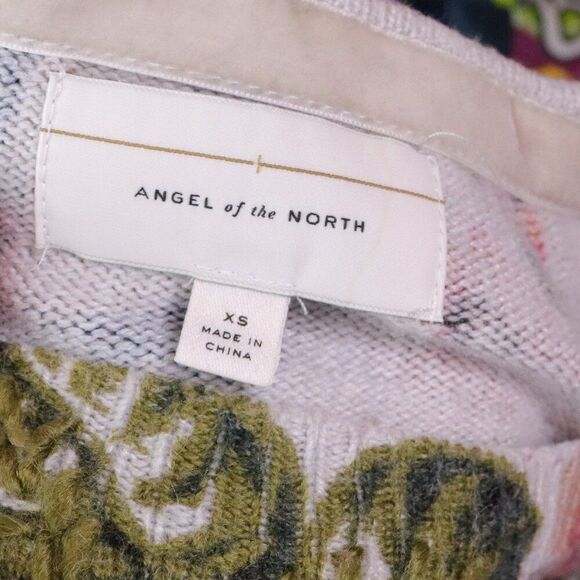 ANGEL of the NORTH
XS
MADE IN
CHINA